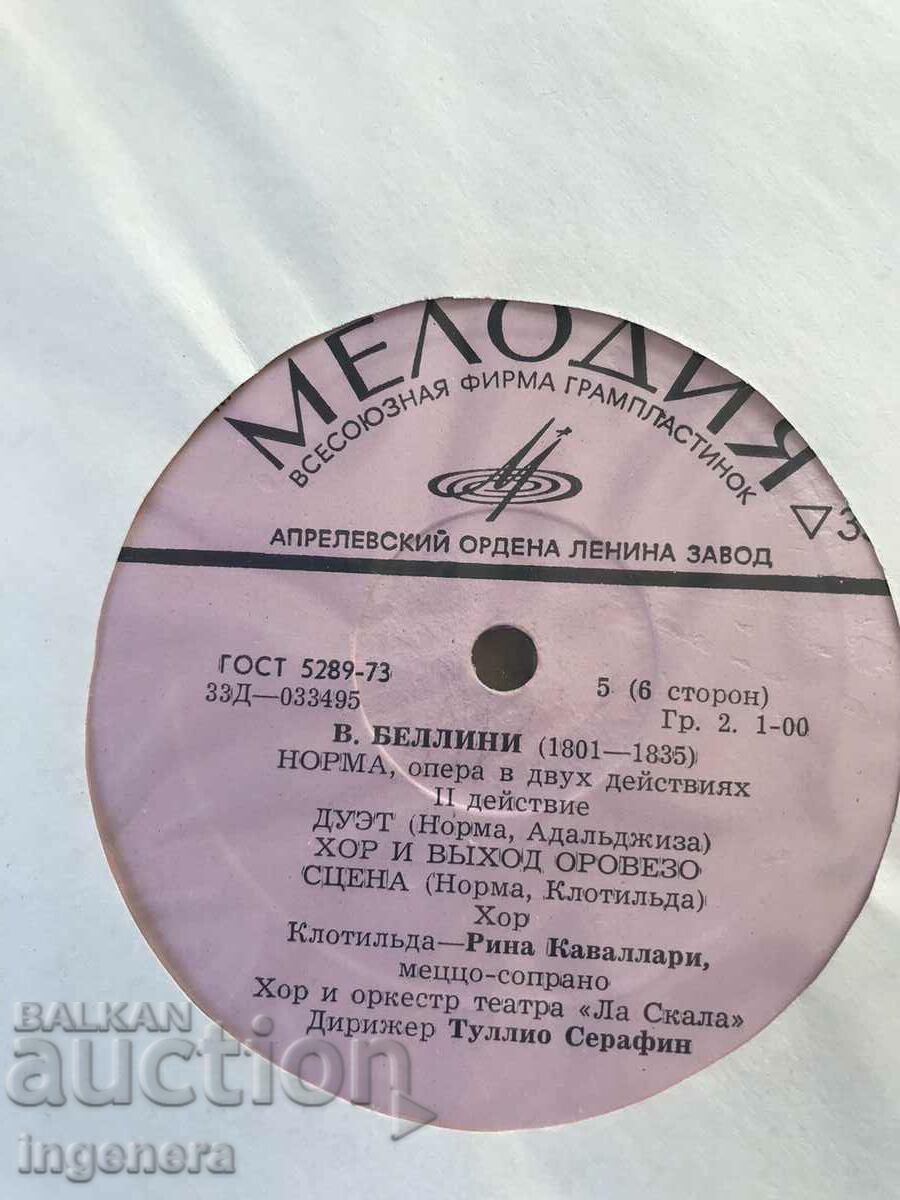 МЕЛОДИЯ
ВСЕСОЮЗНАЯ ФИРМА ГРАМПЛАСТИНОК
АПРЕЛЕВСКИЙ ОРДЕНА ЛЕНИНА ЗАВОД
ГОСТ 5289-73
33Д—033495
5 (6 сторон)
Гр. 2. 1-00
В. БЕЛЛИНИ (1801—1835)
НОРМА, опера в двух действиях
II действие
ДУЭТ (Норма, Адальджиза)
ХОР И ВЫХОД ОРОВЕЗО
СЦЕНА (Норма, Клотильда)
Хор
Клотильда—Рина Каваллари,
меццо-сопрано
Хор и оркестр театра «Ла Скала»
Дирижер Туллио Серафин
BALKAN
auction
ingenera